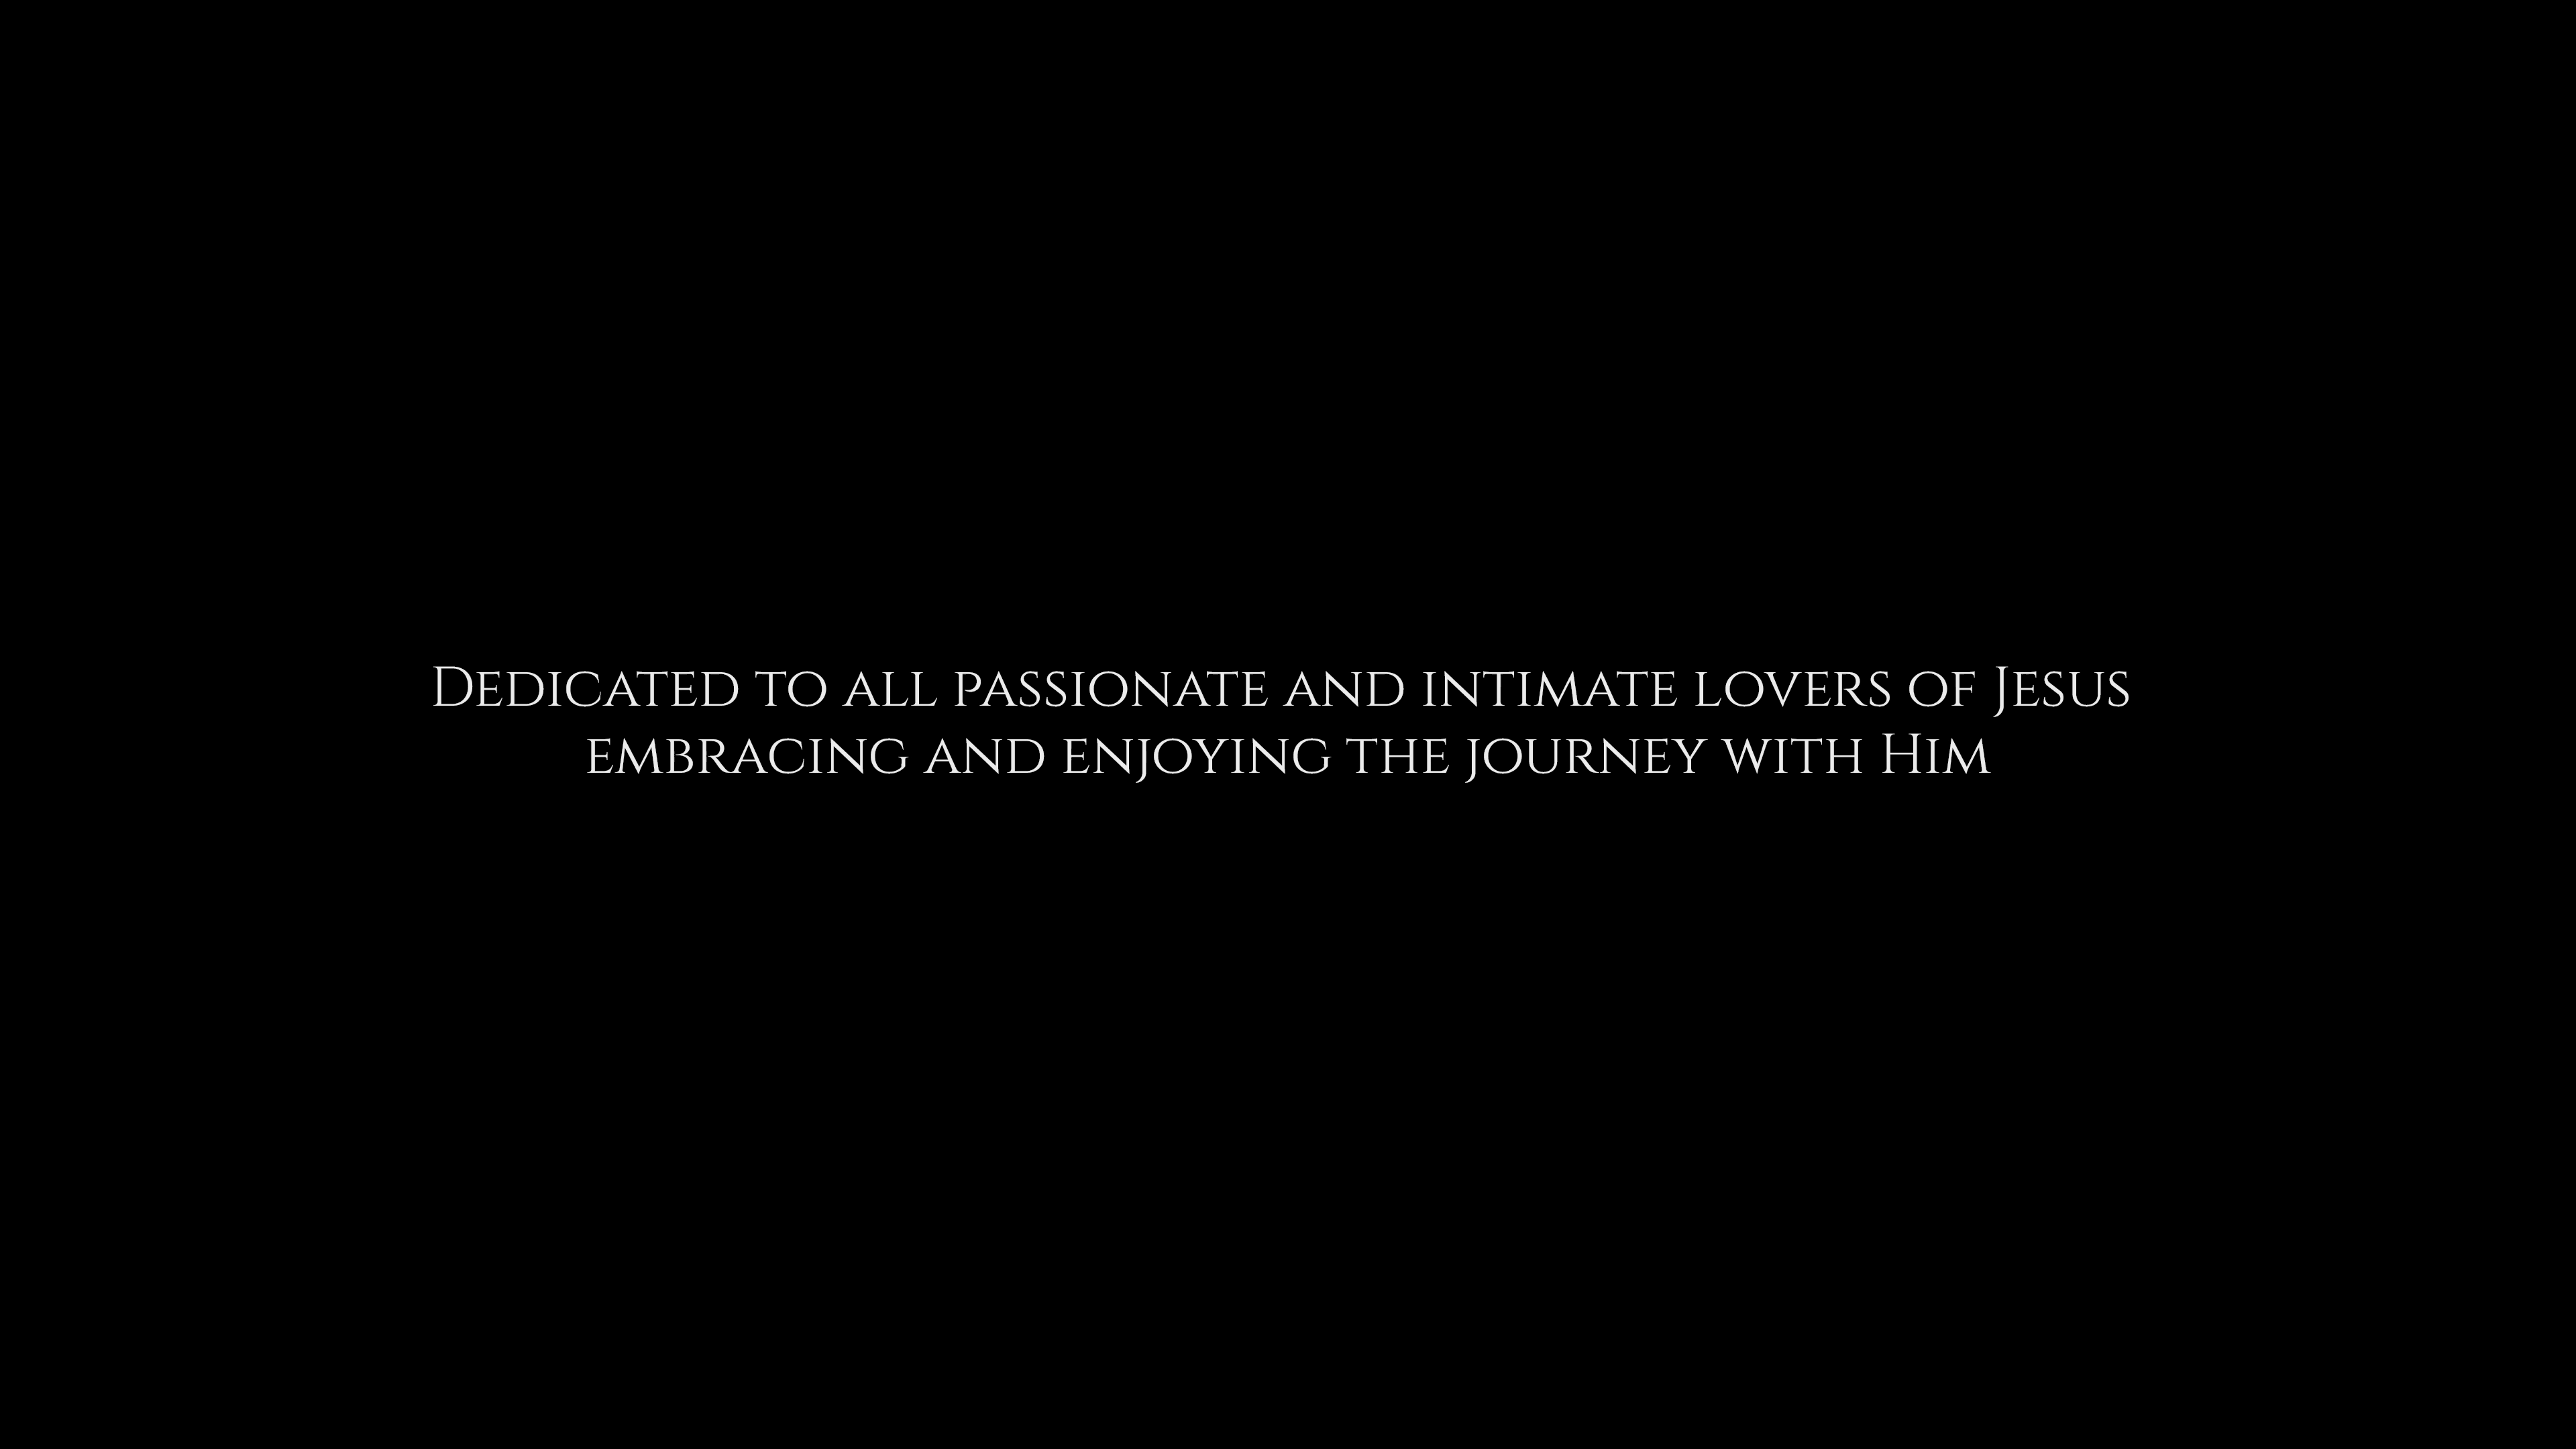 Dedicated to all passionate and intimate lovers of Jesus
embracing and enjoying the journey with Him